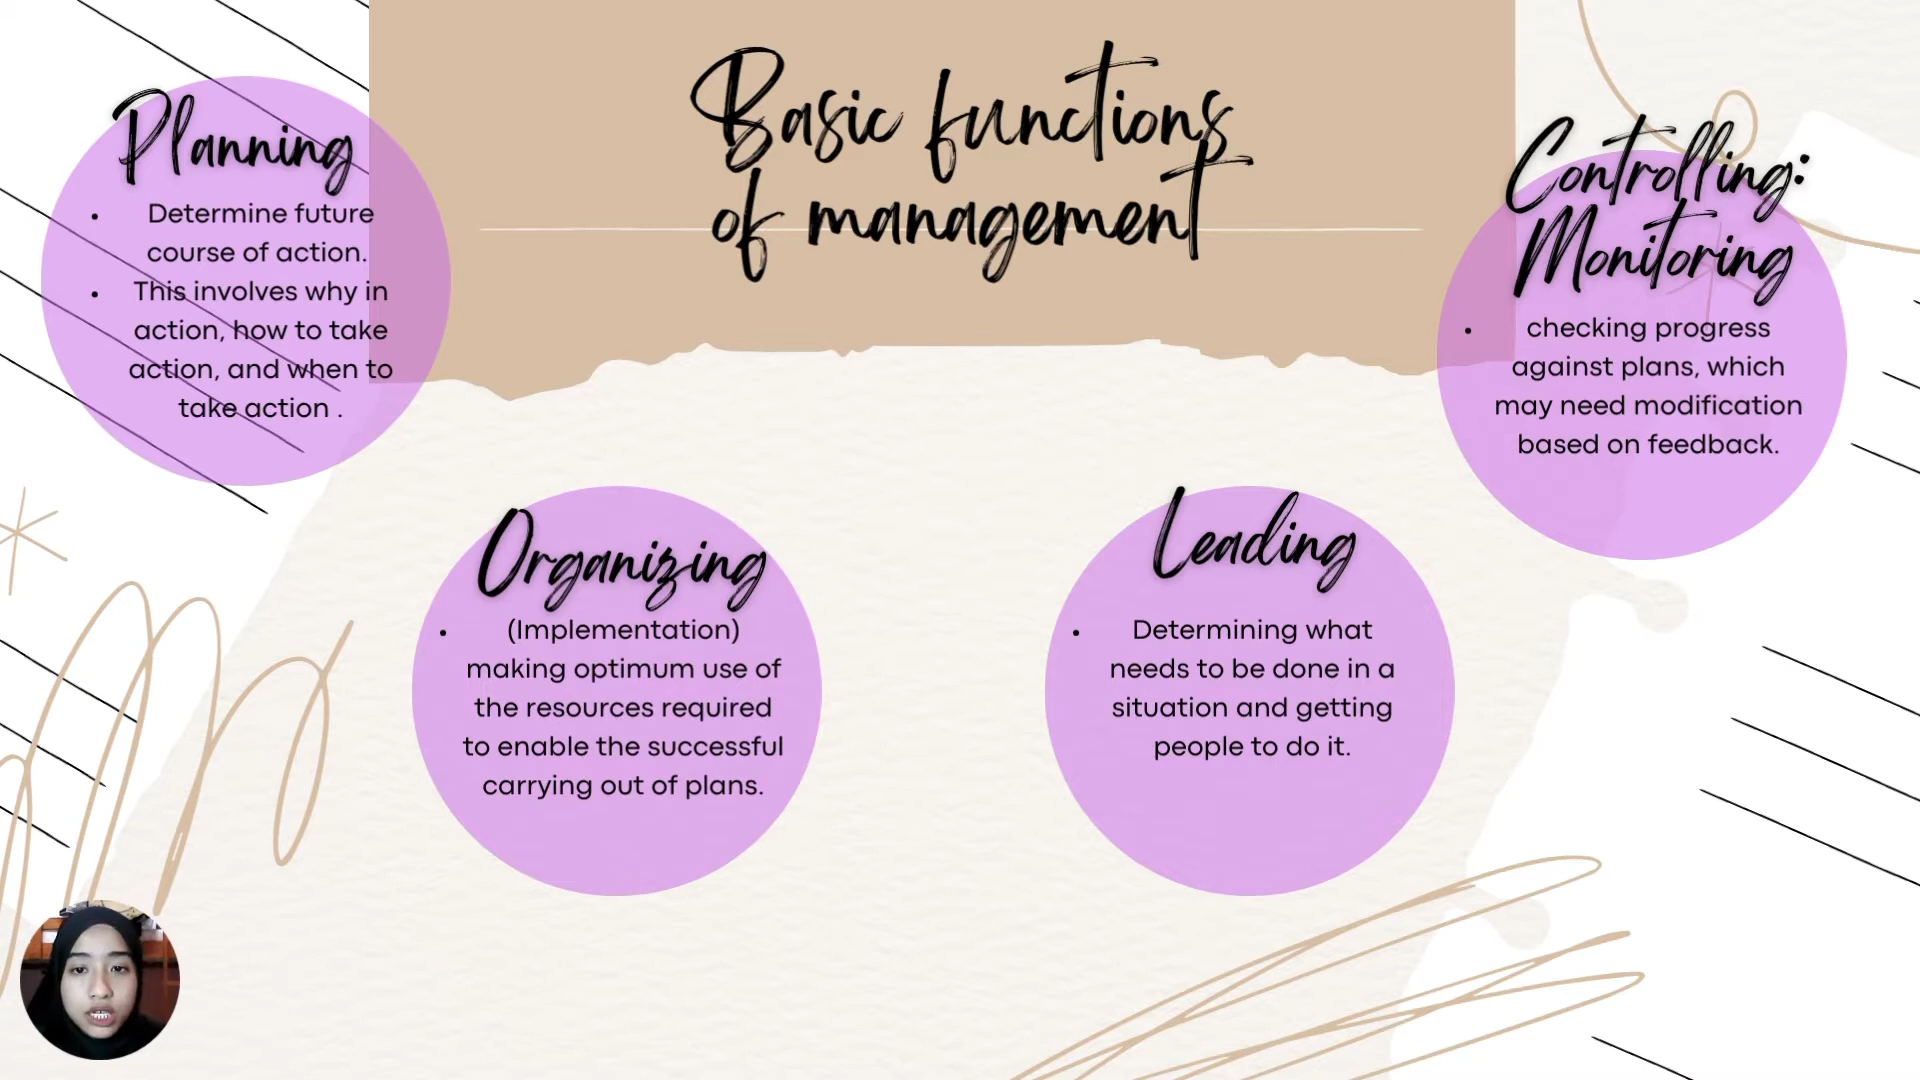 Basic functions
of management
Planning
• Determine future
course of action.
• This involves why in
action, how to take
action, and when to
take action .
Organizing
• (Implementation)
making optimum use of
the resources required
to enable the successful
carrying out of plans.
Leading
• Determining what
needs to be done in a
situation and getting
people to do it.
Controlling:
Monitoring
• checking progress
against plans, which
may need modification
based on feedback.